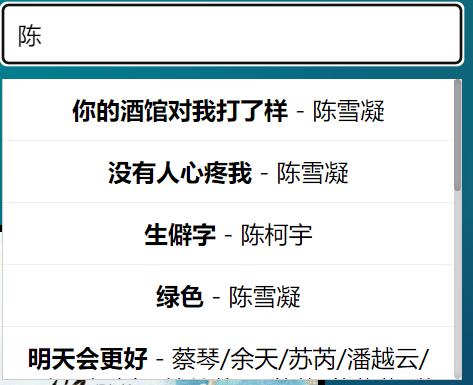 陈
你的酒馆对我打了样 - 陈雪凝
没有人心疼我 - 陈雪凝
生僻字 - 陈柯宇
绿色 - 陈雪凝
明天会更好 - 蔡琴/余天/苏芮/潘越云/